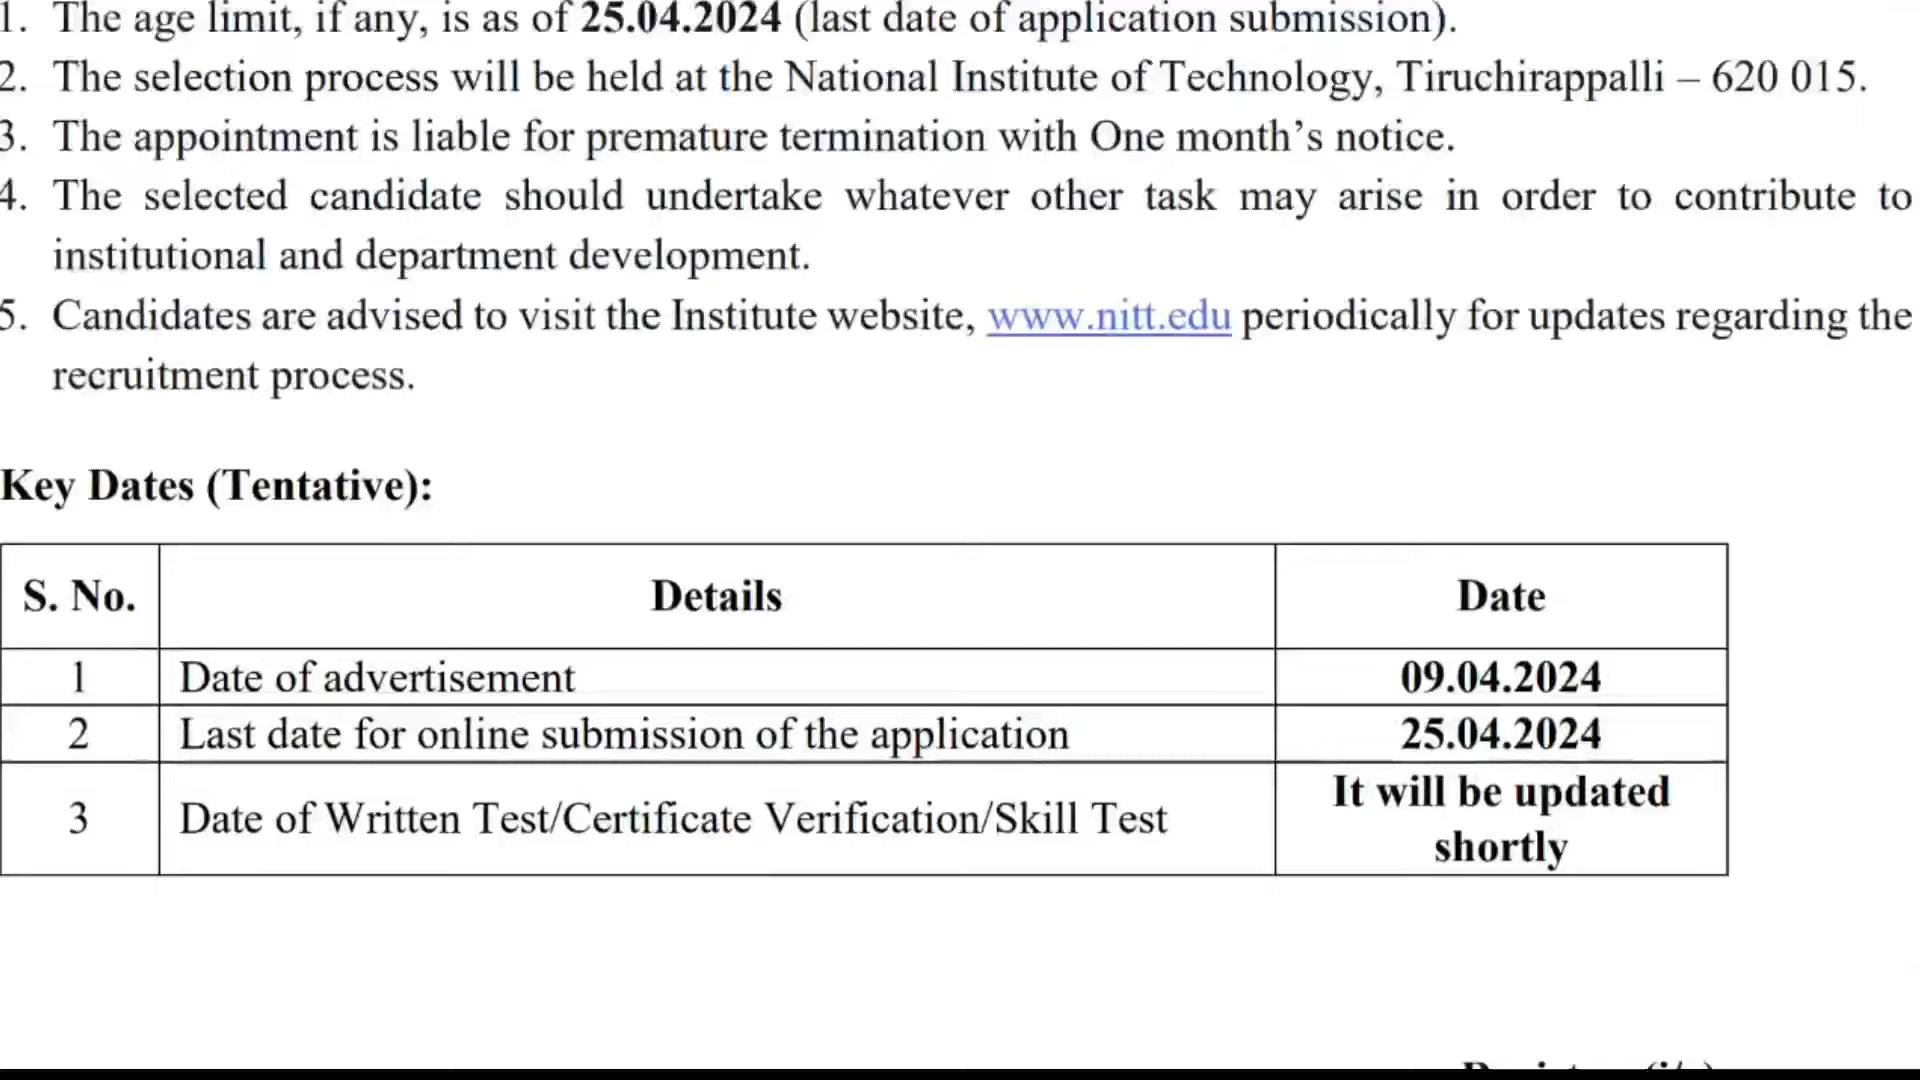 1. The age limit, if any, is as of 25.04.2024 (last date of application submission).
2. The selection process will be held at the National Institute of Technology, Tiruchirappalli – 620 015.
3. The appointment is liable for premature termination with One month’s notice.
4. The selected candidate should undertake whatever other task may arise in order to contribute to
institutional and department development.
5. Candidates are advised to visit the Institute website, www.nitt.edu periodically for updates regarding the
recruitment process.
Key Dates (Tentative):
S. No. Details Date
1 Date of advertisement 09.04.2024
2 Last date for online submission of the application 25.04.2024
3 Date of Written Test/Certificate Verification/Skill Test It will be updated
shortly